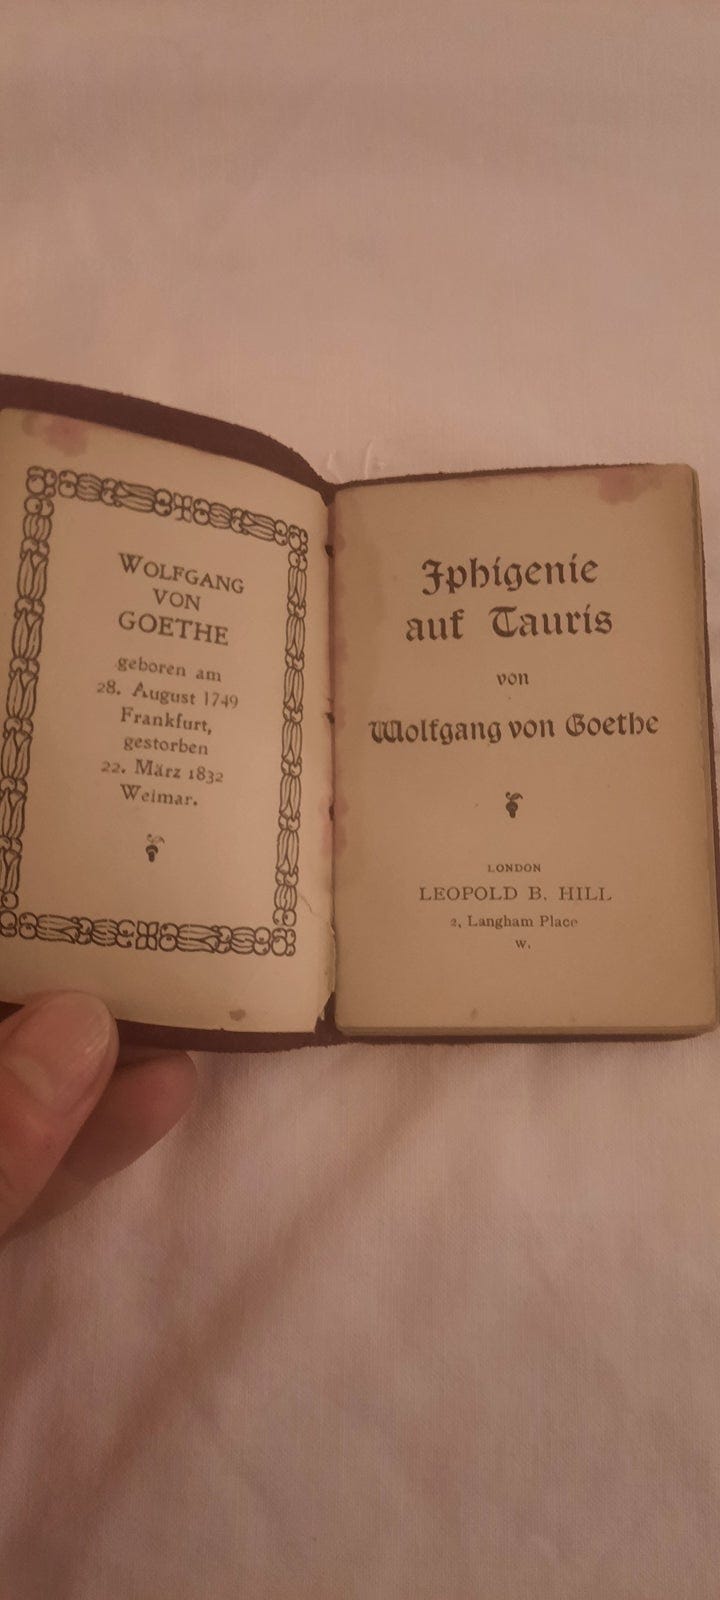 WOLFGANG
VON
GOETHE
geboren am
28. August 1749
Frankfurt,
gestorben
22. März 1832
Weimar.
Iphigenie
auf Tauris
von
Wolfgang von Goethe
LONDON
LEOPOLD B. HILL
2, Langham Place
W.